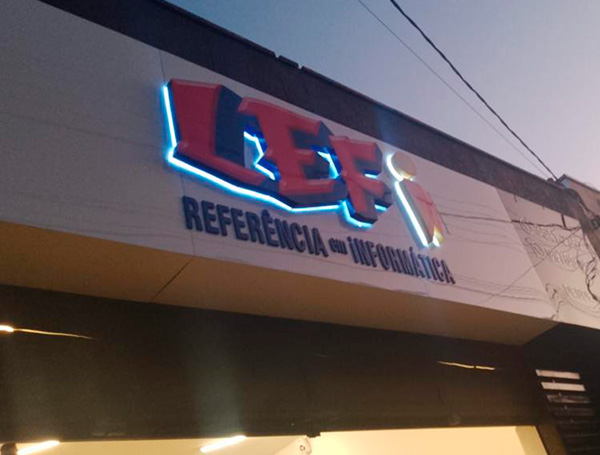 LEFi
REFERÊNCIA em iNFORMÁTICA